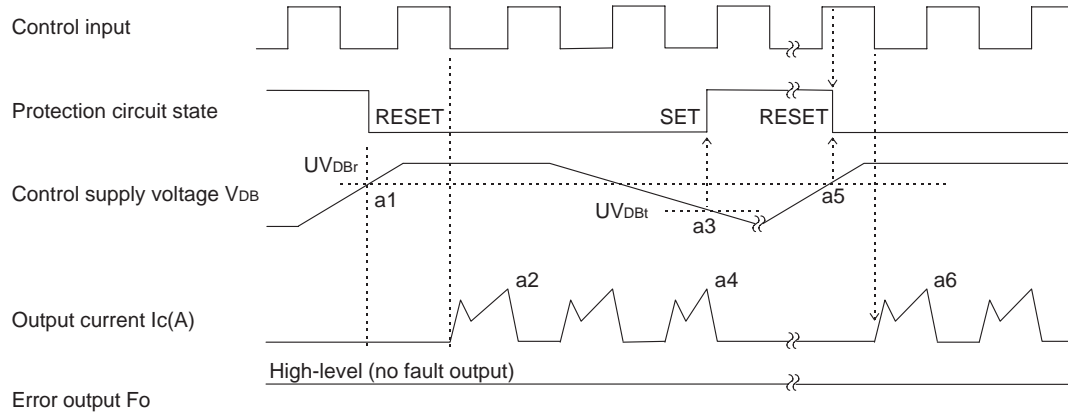 Control input
Protection circuit state
RESET
SET
RESET
UVDBr
Control supply voltage VDB
a1
UVDBt
a3
a5
a2
a4
a6
Output current Ic(A)
High-level (no fault output)
Error output Fo